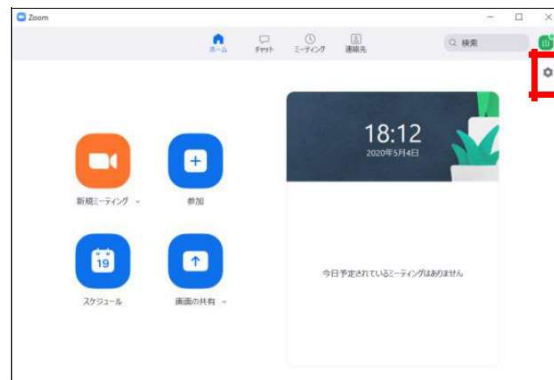 Zoom
ホーム
チャット
ミーティング
連絡先
検索
山
18:12
2020年5月4日
新規ミーティング
参加
19
スケジュール
画面の共有
今日予定されているミーティングはありません